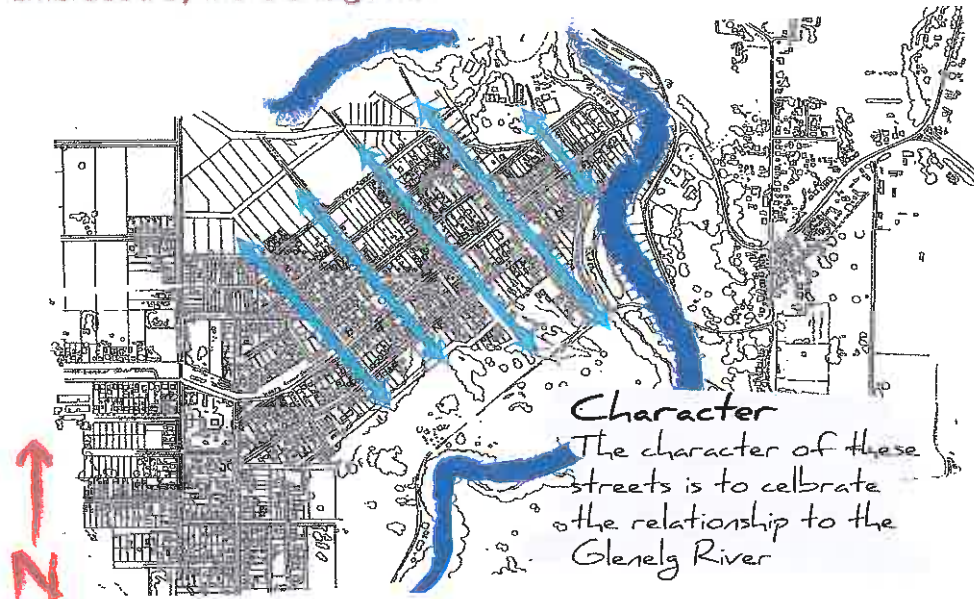 Character
The character of these
streets is to celbrate
the relationship to the
Glenelg River
N